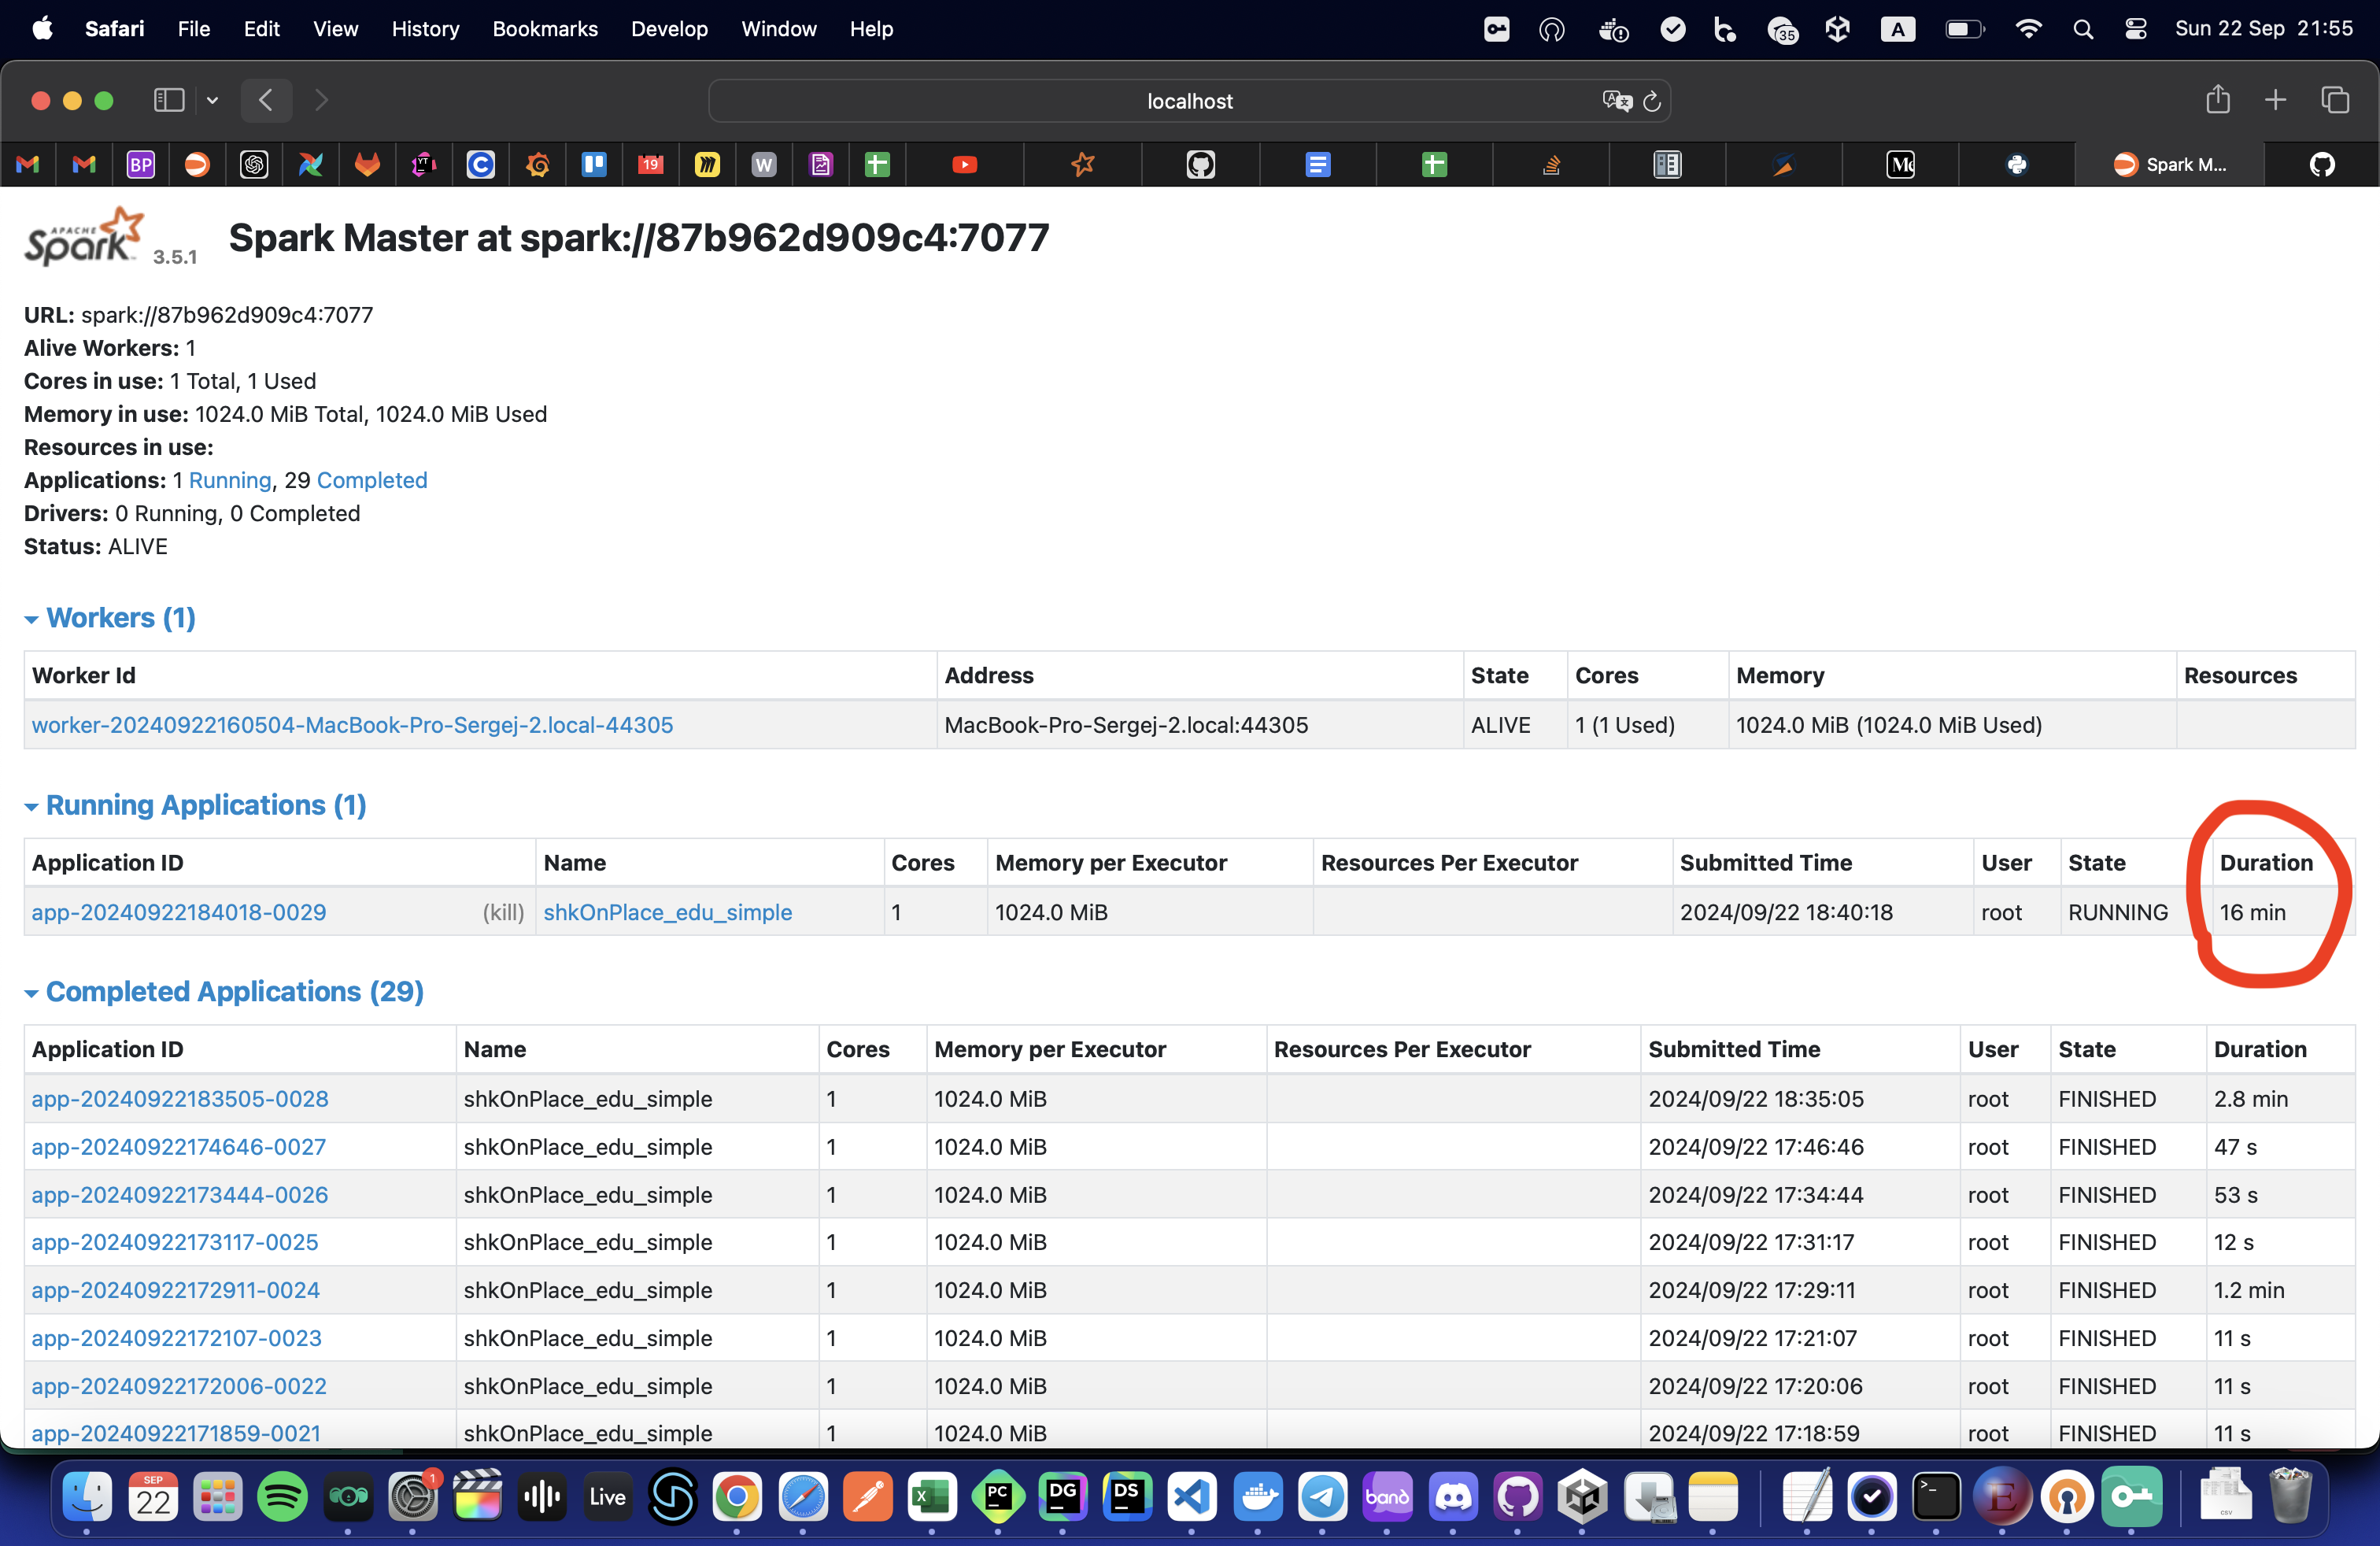 Safari File Edit View History Bookmarks Develop Window Help 35 A Sun 22 Sep 21:55
localhost
BP YT C 19 W Spark M...
APACHE Spark 3.5.1 Spark Master at spark://87b962d909c4:7077
URL: spark://87b962d909c4:7077
Alive Workers: 1
Cores in use: 1 Total, 1 Used
Memory in use: 1024.0 MiB Total, 1024.0 MiB Used
Resources in use:
Applications: 1 Running, 29 Completed
Drivers: 0 Running, 0 Completed
Status: ALIVE
Workers (1)
Worker Id Address State Cores Memory Resources
worker-20240922160504-MacBook-Pro-Sergej-2.local-44305 MacBook-Pro-Sergej-2.local:44305 ALIVE 1 (1 Used) 1024.0 MiB (1024.0 MiB Used)
Running Applications (1)
Application ID Name Cores Memory per Executor Resources Per Executor Submitted Time User State Duration
app-20240922184018-0029 (kill) shkOnPlace_edu_simple 1 1024.0 MiB 2024/09/22 18:40:18 root RUNNING 16 min
Completed Applications (29)
Application ID Name Cores Memory per Executor Resources Per Executor Submitted Time User State Duration
app-20240922183505-0028 shkOnPlace_edu_simple 1 1024.0 MiB 2024/09/22 18:35:05 root FINISHED 2.8 min
app-20240922174646-0027 shkOnPlace_edu_simple 1 1024.0 MiB 2024/09/22 17:46:46 root FINISHED 47 s
app-20240922173444-0026 shkOnPlace_edu_simple 1 1024.0 MiB 2024/09/22 17:34:44 root FINISHED 53 s
app-20240922173117-0025 shkOnPlace_edu_simple 1 1024.0 MiB 2024/09/22 17:31:17 root FINISHED 12 s
app-20240922172911-0024 shkOnPlace_edu_simple 1 1024.0 MiB 2024/09/22 17:29:11 root FINISHED 1.2 min
app-20240922172107-0023 shkOnPlace_edu_simple 1 1024.0 MiB 2024/09/22 17:21:07 root FINISHED 11 s
app-20240922172006-0022 shkOnPlace_edu_simple 1 1024.0 MiB 2024/09/22 17:20:06 root FINISHED 11 s
app-20240922171859-0021 shkOnPlace_edu_simple 1 1024.0 MiB 2024/09/22 17:18:59 root FINISHED 11 s
SEP 22 1 Live X PC DG DS band E CSV